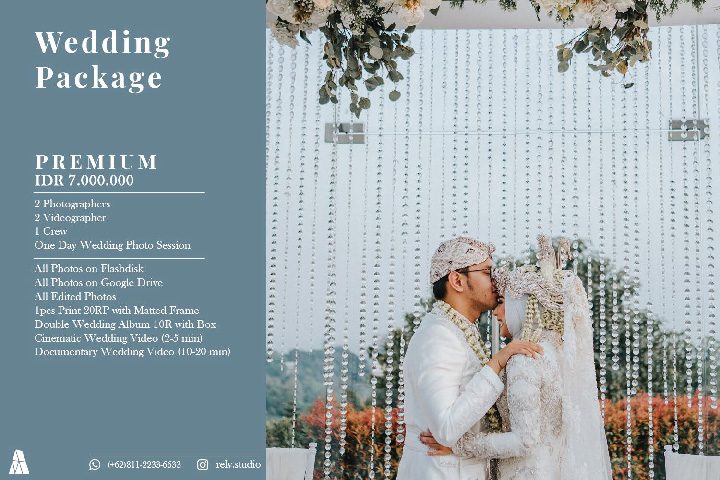 Wedding
Package
PREMIUM
IDR 7.000.000
2 Photographers
2 Videographer
1 Crew
One Day Wedding Photo Session
All Photos on Flashdisk
All Photos on Google Drive
All Edited Photos
1pcs Print 20RP with Matted Frame
Double Wedding Album 10R with Box
Cinematic Wedding Video (2-5 min)
Documentary Wedding Video (10-20 min)
(+62)811-2233-6533 relv.studio